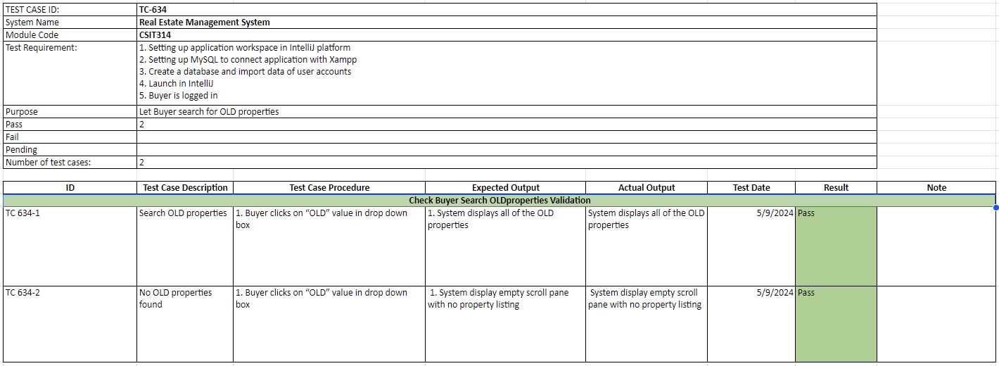 TEST CASE ID: TC-634
System Name Real Estate Management System
Module Code CSIT314
Test Requirement: 1. Setting up application workspace in IntelliJ platform
2. Setting up MySQL to connect application with Xampp
3. Create a database and import data of user accounts
4. Launch in IntelliJ
5. Buyer is logged in
Purpose Let Buyer search for OLD properties
Pass 2
Fail
Pending
Number of test cases: 2
ID Test Case Description Test Case Procedure Expected Output Actual Output Test Date Result Note
Check Buyer Search OLDproperties Validation
TC 634-1 Search OLD properties 1. Buyer clicks on “OLD” value in drop down 1. System displays all of the OLD System displays all of the OLD 5/9/2024 Pass
box properties properties
TC 634-2 No OLD properties 1. Buyer clicks on “OLD” value in drop down 1. System display empty scroll pane System display empty scroll 5/9/2024 Pass
found box with no property listing pane with no property listing